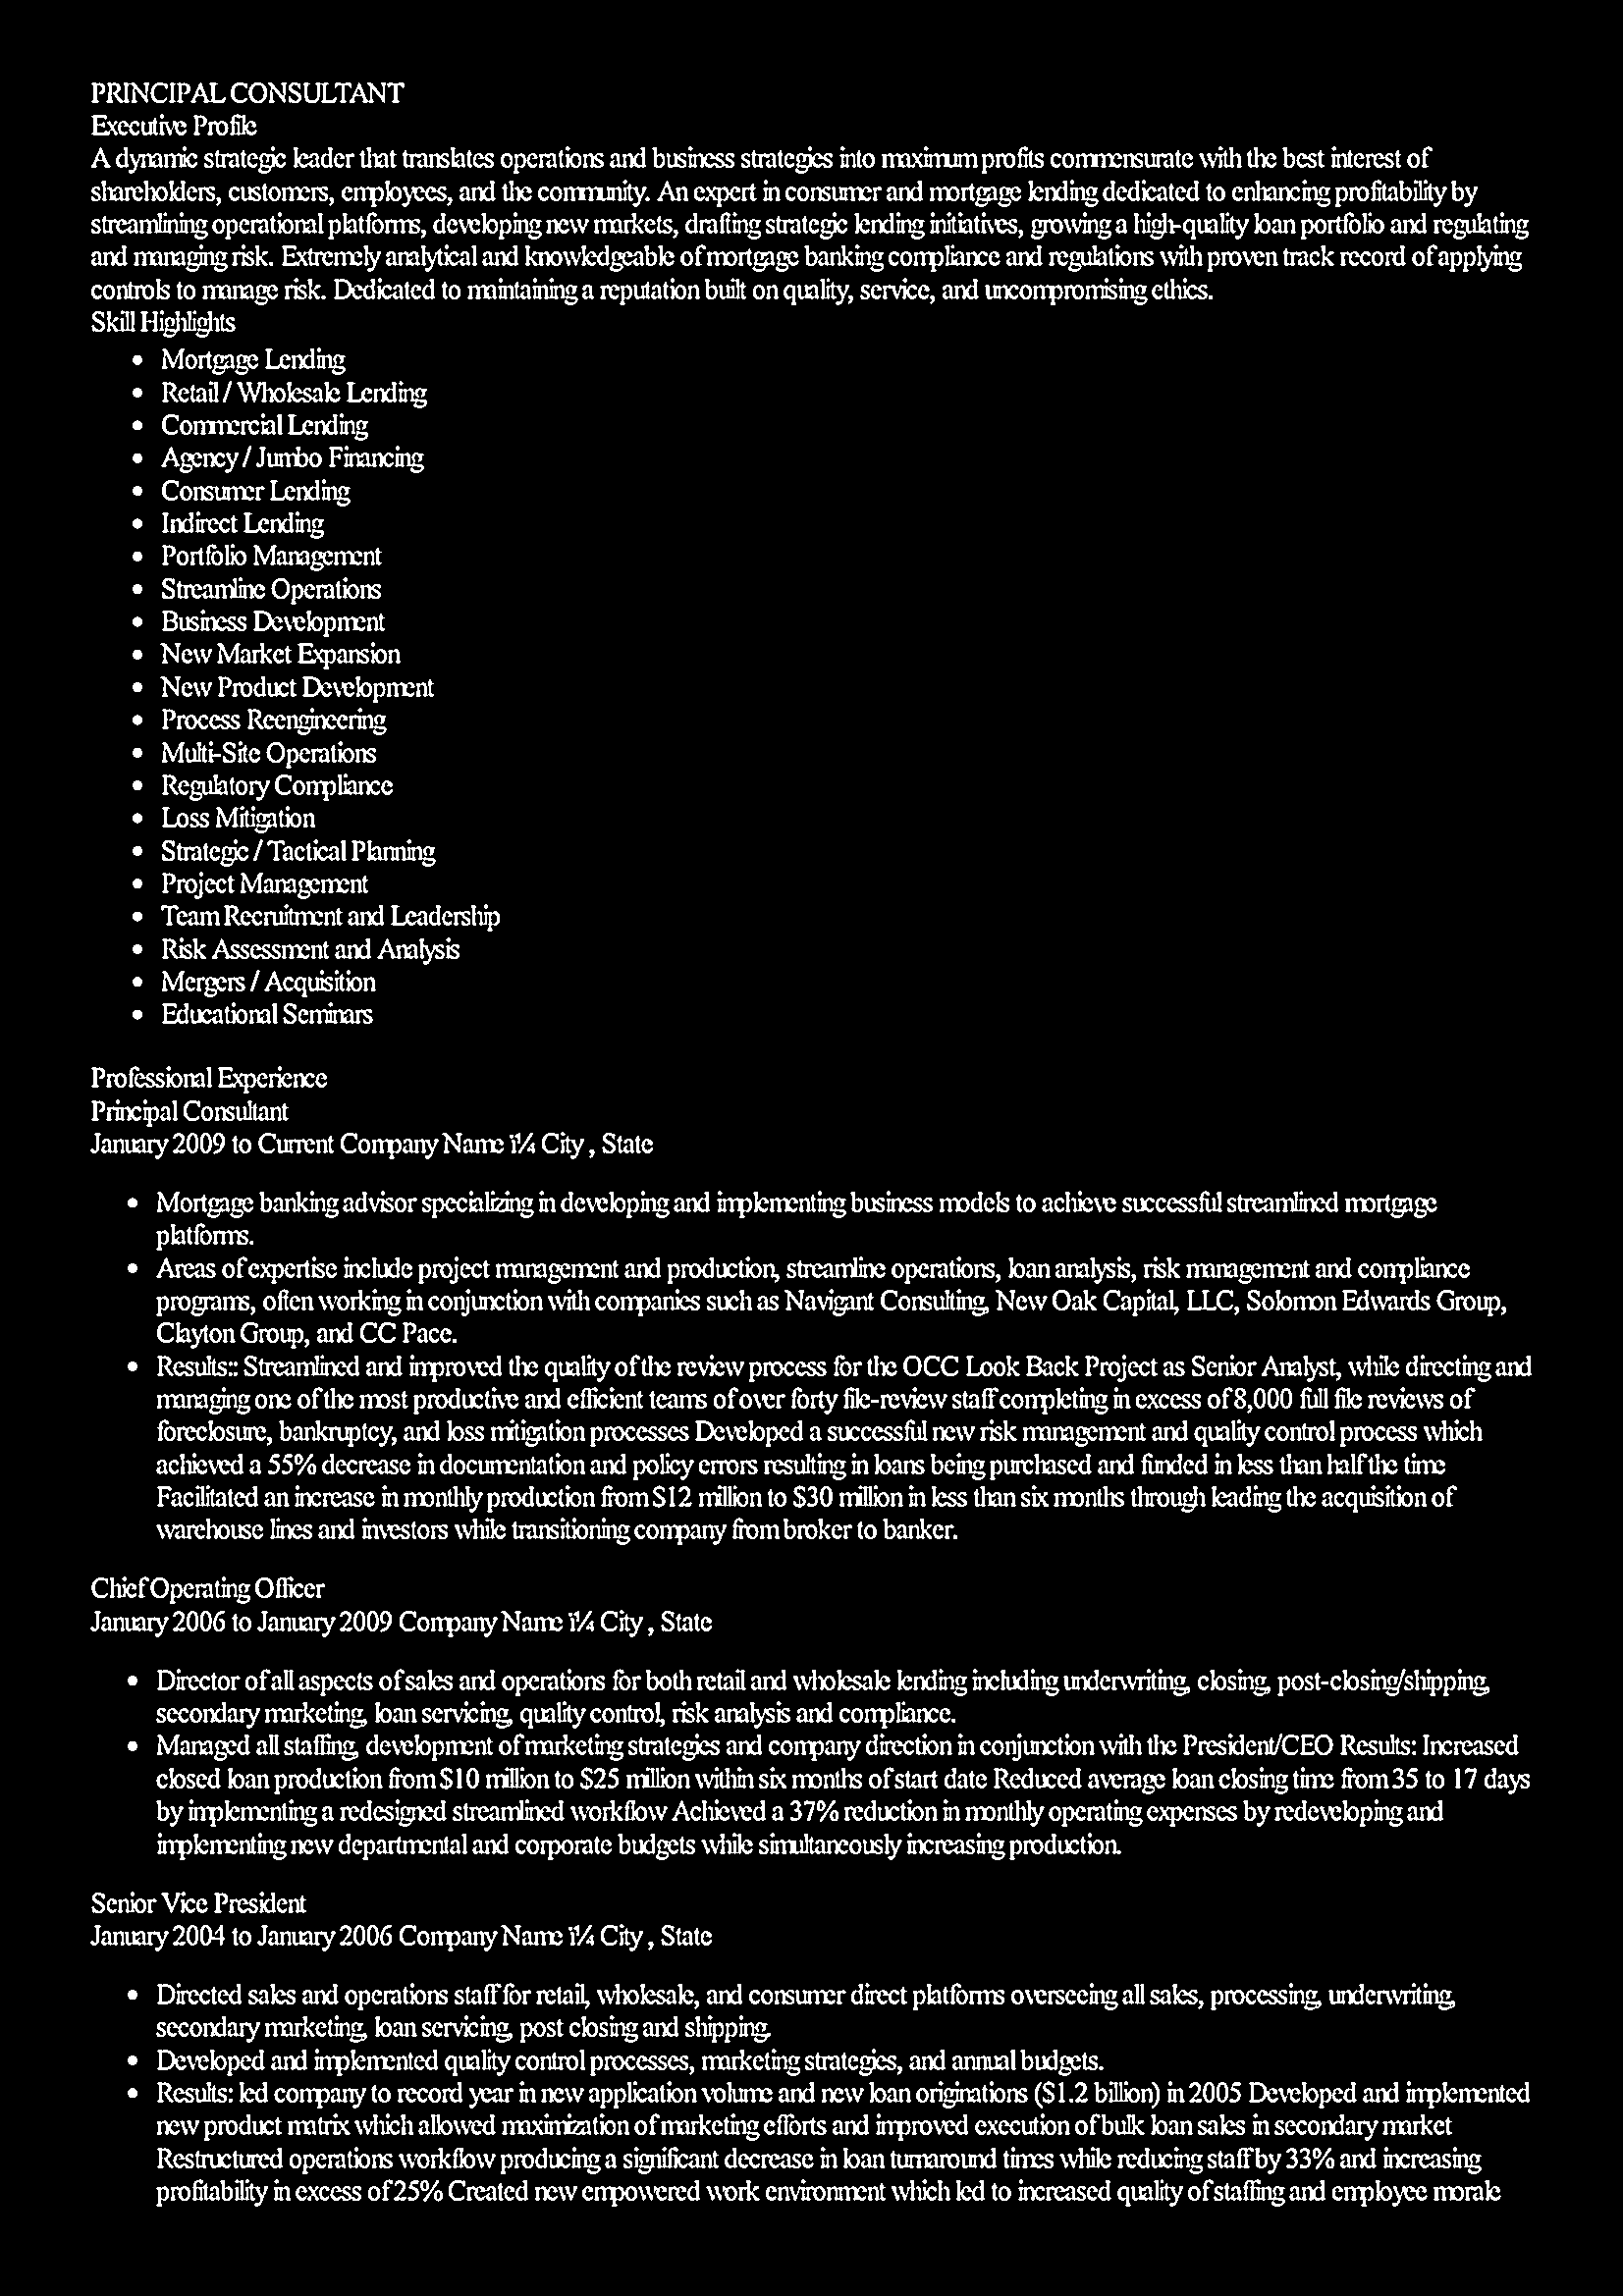 PRINCIPAL CONSULTANT
Executive Profile
A dynamic strategic leader that translates operations and business strategies into maximum profits commensurate with the best interest of
shareholders, customers, employees, and the community. An expert in consumer and mortgage lending dedicated to enhancing profitability by
streamlining operational platforms, developing new markets, drafting strategic lending initiatives, growing a high-quality loan portfolio and regulating
and managing risk. Extremely analytical and knowledgeable of mortgage banking compliance and regulations with proven track record of applying
controls to manage risk. Dedicated to maintaining a reputation built on quality, service, and uncompromising ethics.
Skill Highlights
• Mortgage Lending
• Retail / Wholesale Lending
• Commercial Lending
• Agency / Jumbo Financing
• Consumer Lending
• Indirect Lending
• Portfolio Management
• Streamline Operations
• Business Development
• New Market Expansion
• New Product Development
• Process Reengineering
• Multi-Site Operations
• Regulatory Compliance
• Loss Mitigation
• Strategic / Tactical Planning
• Project Management
• Team Recruitment and Leadership
• Risk Assessment and Analysis
• Mergers / Acquisition
• Educational Seminars
Professional Experience
Principal Consultant
January 2009 to Current Company Name ï¼ City , State
• Mortgage banking advisor specializing in developing and implementing business models to achieve successful streamlined mortgage
platforms.
• Areas of expertise include project management and production, streamline operations, loan analysis, risk management and compliance
programs, often working in conjunction with companies such as Navigant Consulting, New Oak Capital, LLC, Solomon Edwards Group,
Clayton Group, and CC Pace.
• Results:: Streamlined and improved the quality of the review process for the OCC Look Back Project as Senior Analyst, while directing and
managing one of the most productive and efficient teams of over forty file-review staff completing in excess of 8,000 full file reviews of
foreclosure, bankruptcy, and loss mitigation processes Developed a successful new risk management and quality control process which
achieved a 55% decrease in documentation and policy errors resulting in loans being purchased and funded in less than half the time
Facilitated an increase in monthly production from $12 million to $30 million in less than six months through leading the acquisition of
warehouse lines and investors while transitioning company from broker to banker.
Chief Operating Officer
January 2006 to January 2009 Company Name ï¼ City , State
• Director of all aspects of sales and operations for both retail and wholesale lending including underwriting, closing, post-closing/shipping,
secondary marketing, loan servicing, quality control, risk analysis and compliance.
• Managed all staffing, development of marketing strategies and company direction in conjunction with the President/CEO Results: Increased
closed loan production from $10 million to $25 million within six months of start date Reduced average loan closing time from 35 to 17 days
by implementing a redesigned streamlined workflow Achieved a 37% reduction in monthly operating expenses by redeveloping and
implementing new departmental and corporate budgets while simultaneously increasing production.
Senior Vice President
January 2004 to January 2006 Company Name ï¼ City , State
• Directed sales and operations staff for retail, wholesale, and consumer direct platforms overseeing all sales, processing, underwriting,
secondary marketing, loan servicing, post closing and shipping.
• Developed and implemented quality control processes, marketing strategies, and annual budgets.
• Results: led company to record year in new application volume and new loan originations ($1.2 billion) in 2005 Developed and implemented
new product matrix which allowed maximization of marketing efforts and improved execution of bulk loan sales in secondary market
Restructured operations workflow producing a significant decrease in loan turnaround times while reducing staff by 33% and increasing
profitability in excess of 25% Created new empowered work environment which led to increased quality of staffing and employee morale